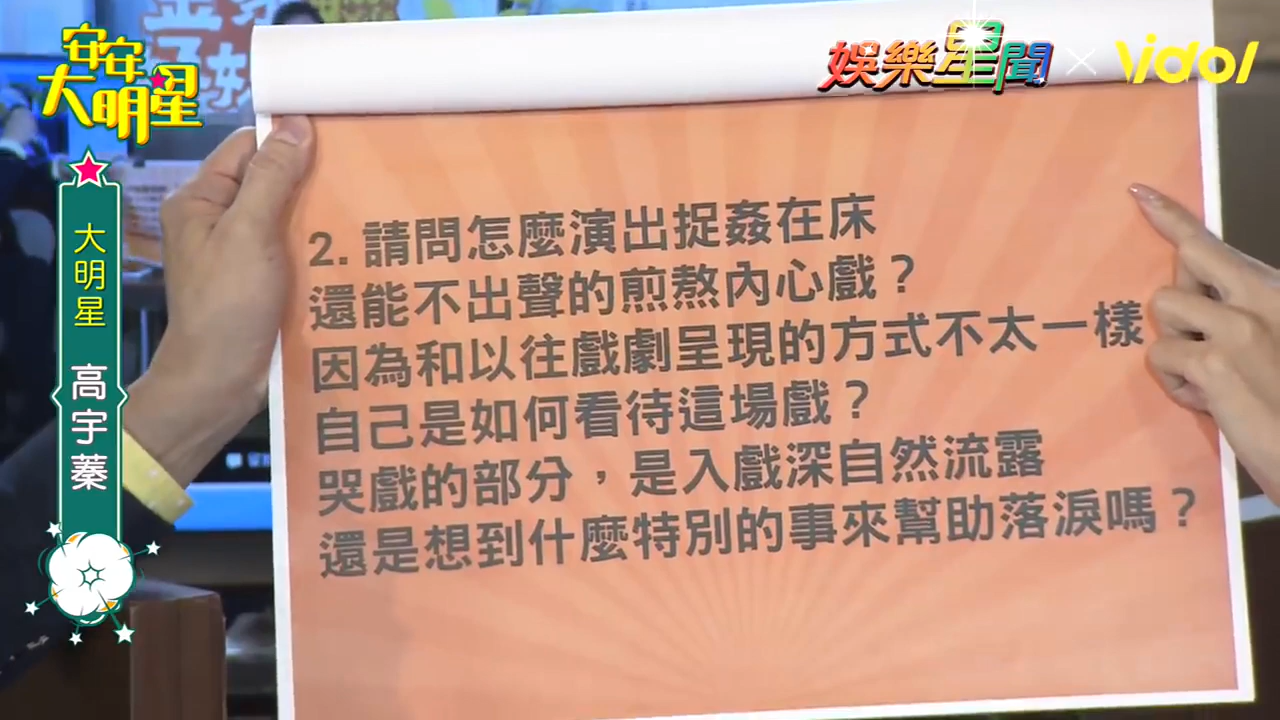 安安
大明星
娛樂星聞 × Vidol
大明星 高宇蓁
2. 請問怎麼演出捉姦在床
還能不出聲的煎熬內心戲？
因為和以往戲劇呈現的方式不太一樣
自己是如何看待這場戲？
哭戲的部分，是入戲深自然流露
還是想到什麼特別的事來幫助落淚嗎？